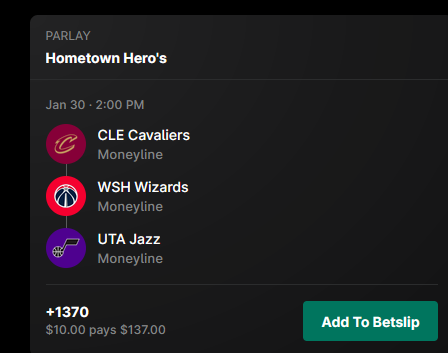 PARLAY
Hometown Hero's
Jan 30 · 2:00 PM
CLE Cavaliers
Moneyline
WSH Wizards
Moneyline
UTA Jazz
Moneyline
+1370
$10.00 pays $137.00
Add To Betslip